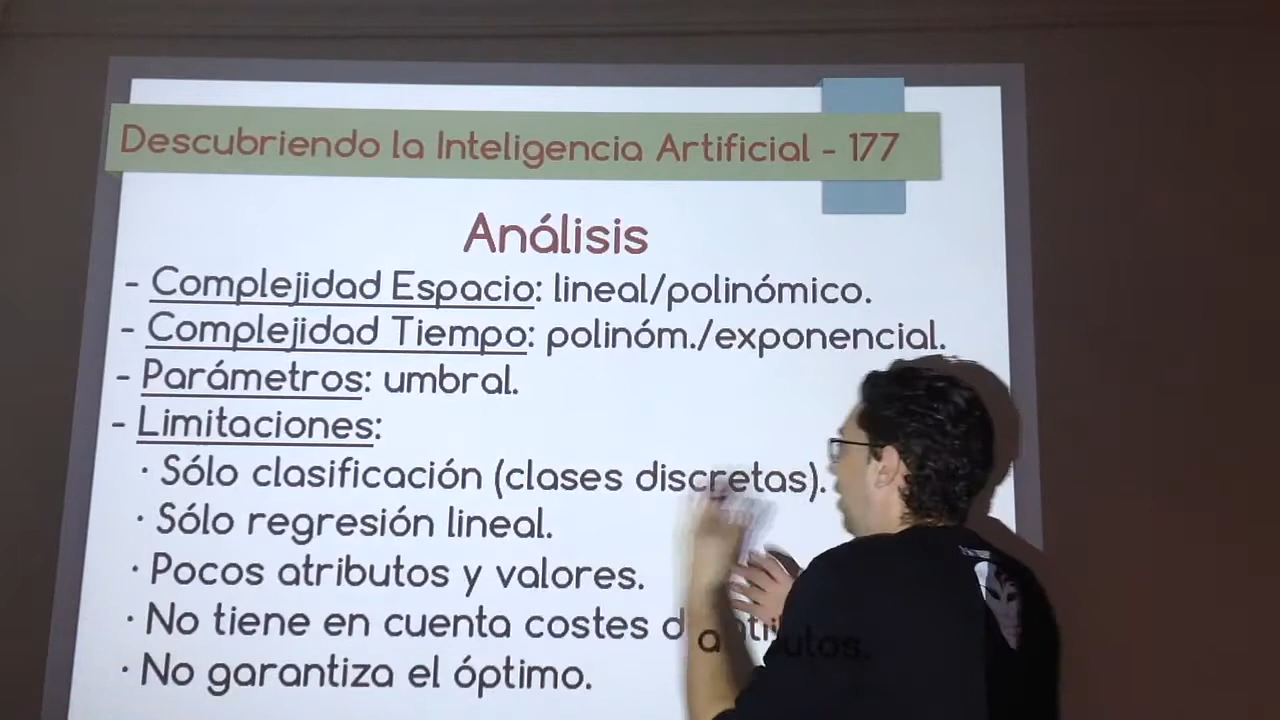 Descubriendo la Inteligencia Artificial - 177
Análisis
- Complejidad Espacio: lineal/polinómico.
- Complejidad Tiempo: polinóm./exponencial.
- Parámetros: umbral.
- Limitaciones:
· Sólo clasificación (clases discretas).
· Sólo regresión lineal.
· Pocos atributos y valores.
· No tiene en cuenta costes
· No garantiza el óptimo.